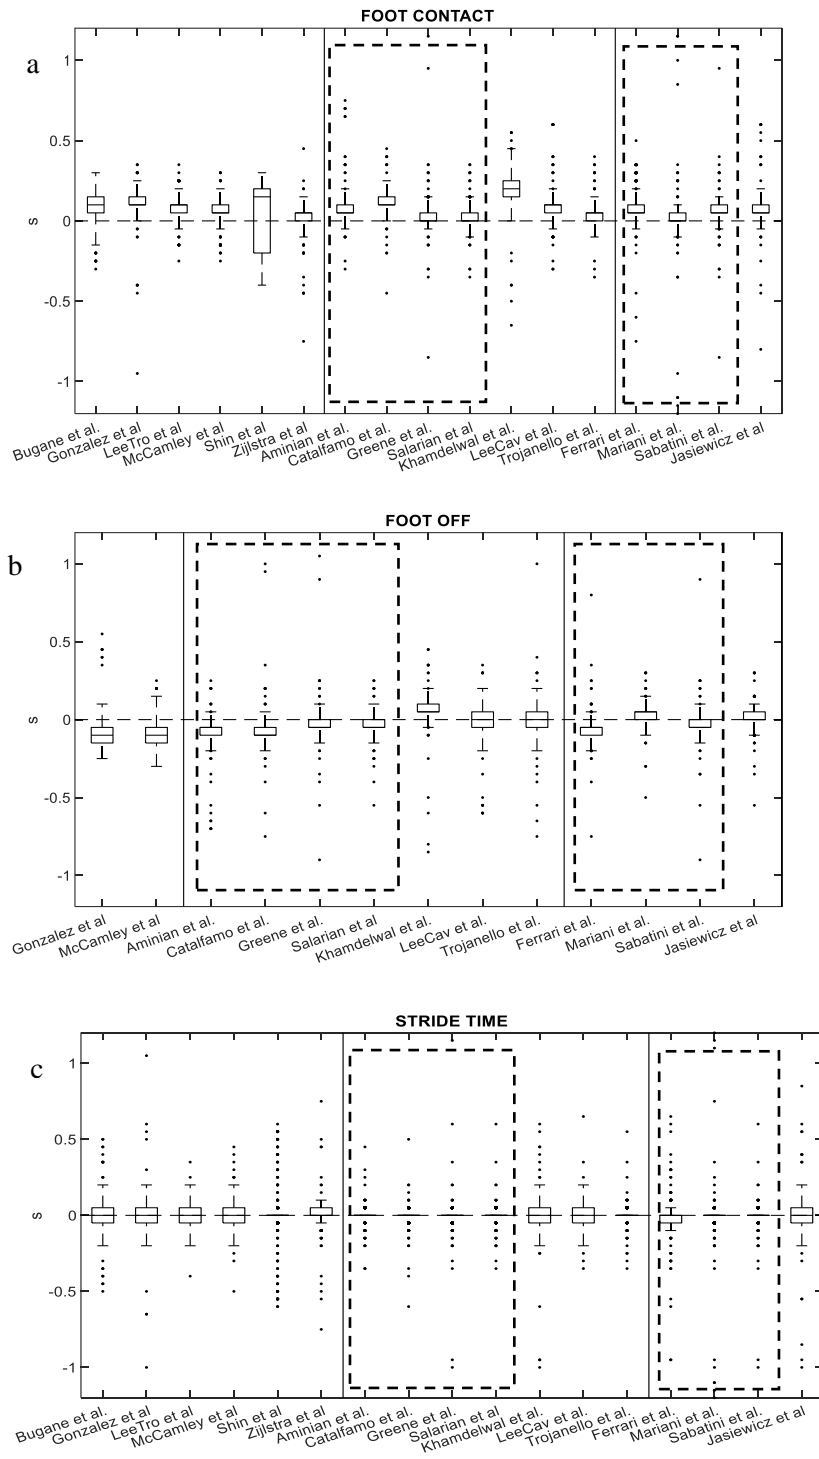 FOOT CONTACT
a
1
0.5
0
-0.5
-1
s
Bugane et al.
Gonzalez et al
LeeTro et al
McCamley et al
Shin et al
Zijlstra et al
Aminian et al.
Catalfamo et al.
Greene et al.
Salarian et al
Khamdelwal et al.
LeeCav et al.
Trojanello et al.
Ferrari et al.
Mariani et al.
Sabatini et al.
Jasiewicz et al
FOOT OFF
b
1
0.5
0
-0.5
-1
s
Gonzalez et al
McCamley et al
Aminian et al.
Catalfamo et al.
Greene et al.
Salarian et al
Khamdelwal et al.
LeeCav et al.
Trojanello et al.
Ferrari et al.
Mariani et al.
Sabatini et al.
Jasiewicz et al
STRIDE TIME
c
1
0.5
0
-0.5
-1
s
Bugane et al.
Gonzalez et al
LeeTro et al
McCamley et al
Shin et al
Zijlstra et al
Aminian et al.
Catalfamo et al.
Greene et al.
Salarian et al
Khamdelwal et al.
LeeCav et al.
Trojanello et al.
Ferrari et al.
Mariani et al.
Sabatini et al.
Jasiewicz et al